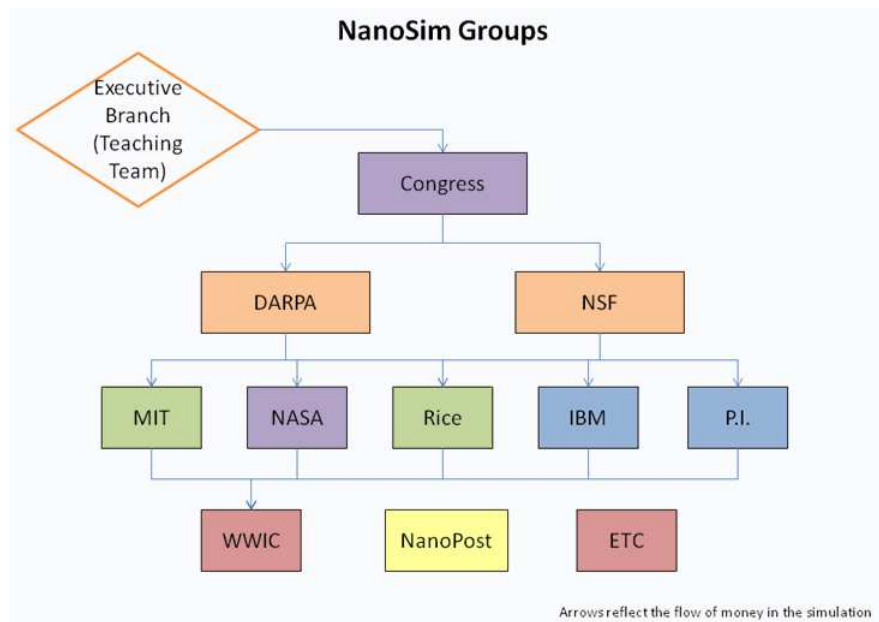 NanoSim Groups
Executive
Branch
(Teaching
Team)
Congress
DARPA
NSF
MIT
NASA
Rice
IBM
P.I.
WWIC
NanoPost
ETC
Arrows reflect the flow of money in the simulation